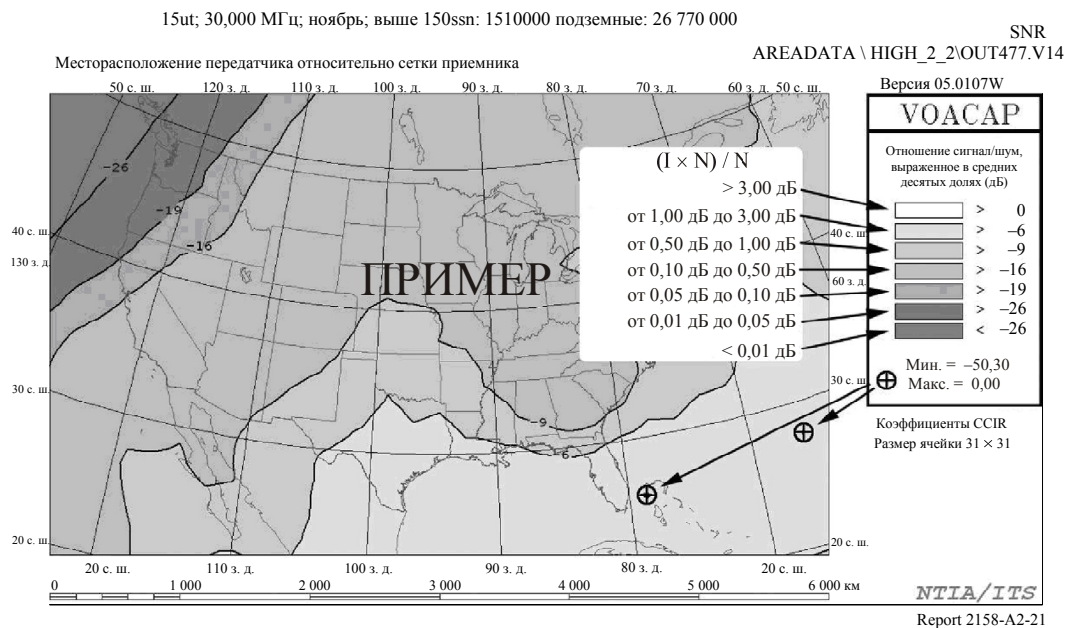 15ut; 30,000 МГц; ноябрь; выше 150ssn: 1510000 подземные: 26 770 000
SNR
AREADATA \ HIGH_2_2\OUT477.V14
Месторасположение передатчика относительно сетки приемника
Версия 05.0107W
50 с. ш. 120 з. д. 110 з. д. 100 з. д. 90 з. д. 80 з. д. 70 з. д. 60 з. д. 50 с. ш.
VOACAP
Отношение сигнал/шум,
выраженное в средних
десятых долях (дБ)
> 0
> –6
> –9
> –16
> –19
> –26
< –26
Мин. = –50,30
Макс. = 0,00
Коэффициенты CCIR
Размер ячейки 31 × 31
(I × N) / N
> 3,00 дБ
от 1,00 дБ до 3,00 дБ
от 0,50 дБ до 1,00 дБ
от 0,10 дБ до 0,50 дБ
от 0,05 дБ до 0,10 дБ
от 0,01 дБ до 0,05 дБ
< 0,01 дБ
-26
-19
-16
ПРИМЕР
-9
-6
40 с. ш.
130 з. д.
30 с. ш.
20 с. ш.
40 с. ш.
60 з. д.
30 с. ш.
20 с. ш.
20 с. ш. 110 з. д. 100 з. д. 90 з. д. 80 з. д. 20 с. ш.
0 1 000 2 000 3 000 4 000 5 000 6 000 км
NTIA/ITS
Report 2158-A2-21